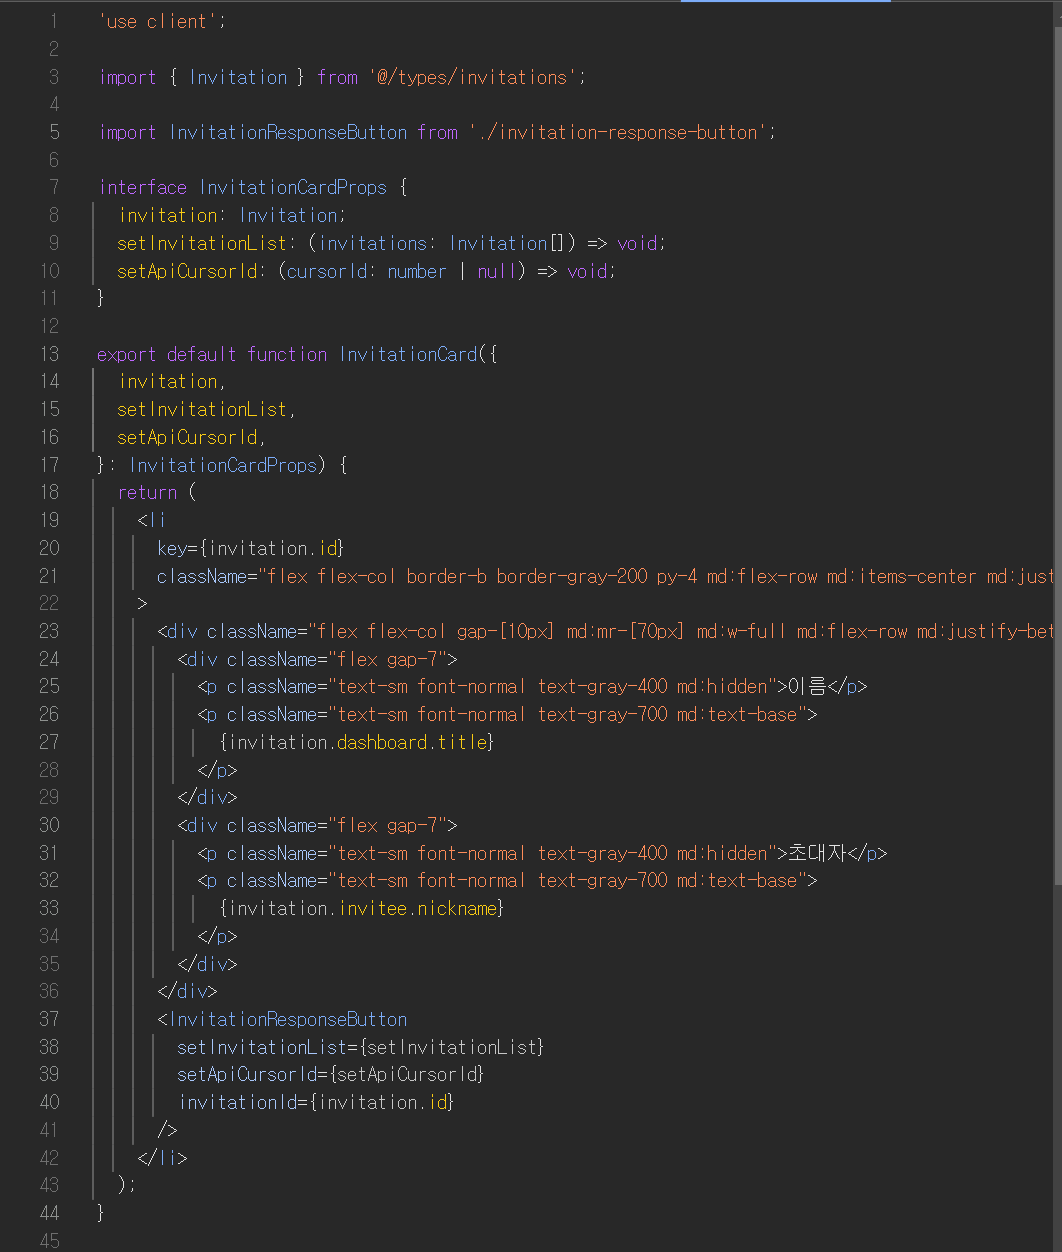 1 'use client';
2
3 import { Invitation } from '@/types/invitations';
4
5 import InvitationResponseButton from './invitation-response-button';
6
7 interface InvitationCardProps {
8   invitation: Invitation;
9   setInvitationList: (invitations: Invitation[]) => void;
10   setApiCursorId: (cursorId: number | null) => void;
11 }
12
13 export default function InvitationCard({
14   invitation,
15   setInvitationList,
16   setApiCursorId,
17 }: InvitationCardProps) {
18   return (
19     <li
20       key={invitation.id}
21       className="flex flex-col border-b border-gray-200 py-4 md:flex-row md:items-center md:just
22     >
23       <div className="flex flex-col gap-[10px] md:mr-[70px] md:w-full md:flex-row md:justify-bet
24         <div className="flex gap-7">
25           <p className="text-sm font-normal text-gray-400 md:hidden">이름</p>
26           <p className="text-sm font-normal text-gray-700 md:text-base">
27             {invitation.dashboard.title}
28           </p>
29         </div>
30         <div className="flex gap-7">
31           <p className="text-sm font-normal text-gray-400 md:hidden">초대자</p>
32           <p className="text-sm font-normal text-gray-700 md:text-base">
33             {invitation.invitee.nickname}
34           </p>
35         </div>
36       </div>
37       <InvitationResponseButton
38         setInvitationList={setInvitationList}
39         setApiCursorId={setApiCursorId}
40         invitationId={invitation.id}
41       />
42     </li>
43   );
44 }
45